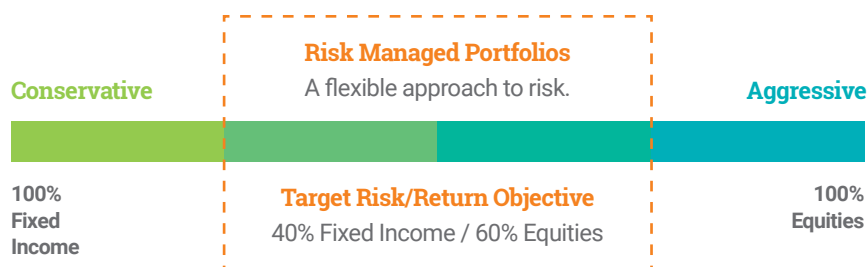 Risk Managed Portfolios
A flexible approach to risk.
Conservative
Aggressive
100%
Fixed
Income
Target Risk/Return Objective
40% Fixed Income / 60% Equities
100%
Equities